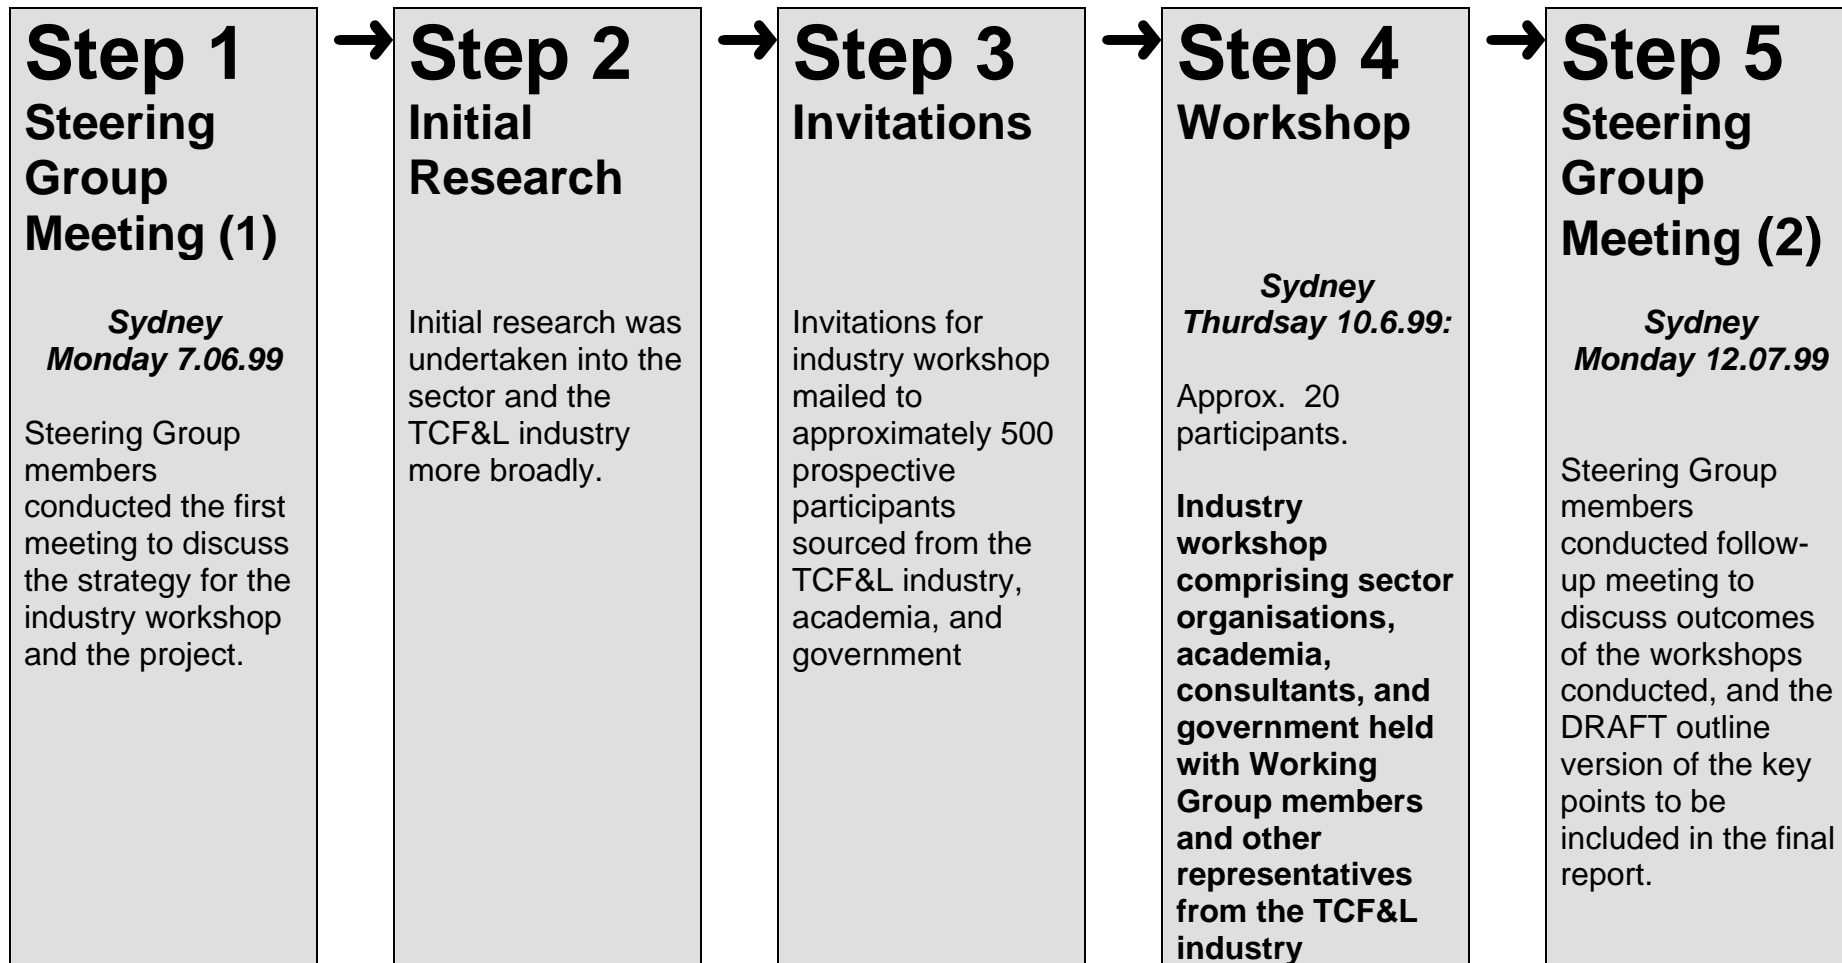 Step 1
Steering
Group
Meeting (1)
Sydney
Monday 7.06.99
Steering Group
members
conducted the first
meeting to discuss
the strategy for the
industry workshop
and the project.
Step 2
Initial
Research
Initial research was
undertaken into the
sector and the
TCF&L industry
more broadly.
Step 3
Invitations
Invitations for
industry workshop
mailed to
approximately 500
prospective
participants
sourced from the
TCF&L industry,
academia, and
government
Step 4
Workshop
Sydney
Thurdsay 10.6.99:
Approx.  20
participants.
Industry
workshop
comprising sector
organisations,
academia,
consultants, and
government held
with Working
Group members
and other
representatives
from the TCF&L
industry
Step 5
Steering
Group
Meeting (2)
Sydney
Monday 12.07.99
Steering Group
members
conducted follow-
up meeting to
discuss outcomes
of the workshops
conducted, and the
DRAFT outline
version of the key
points to be
included in the final
report.